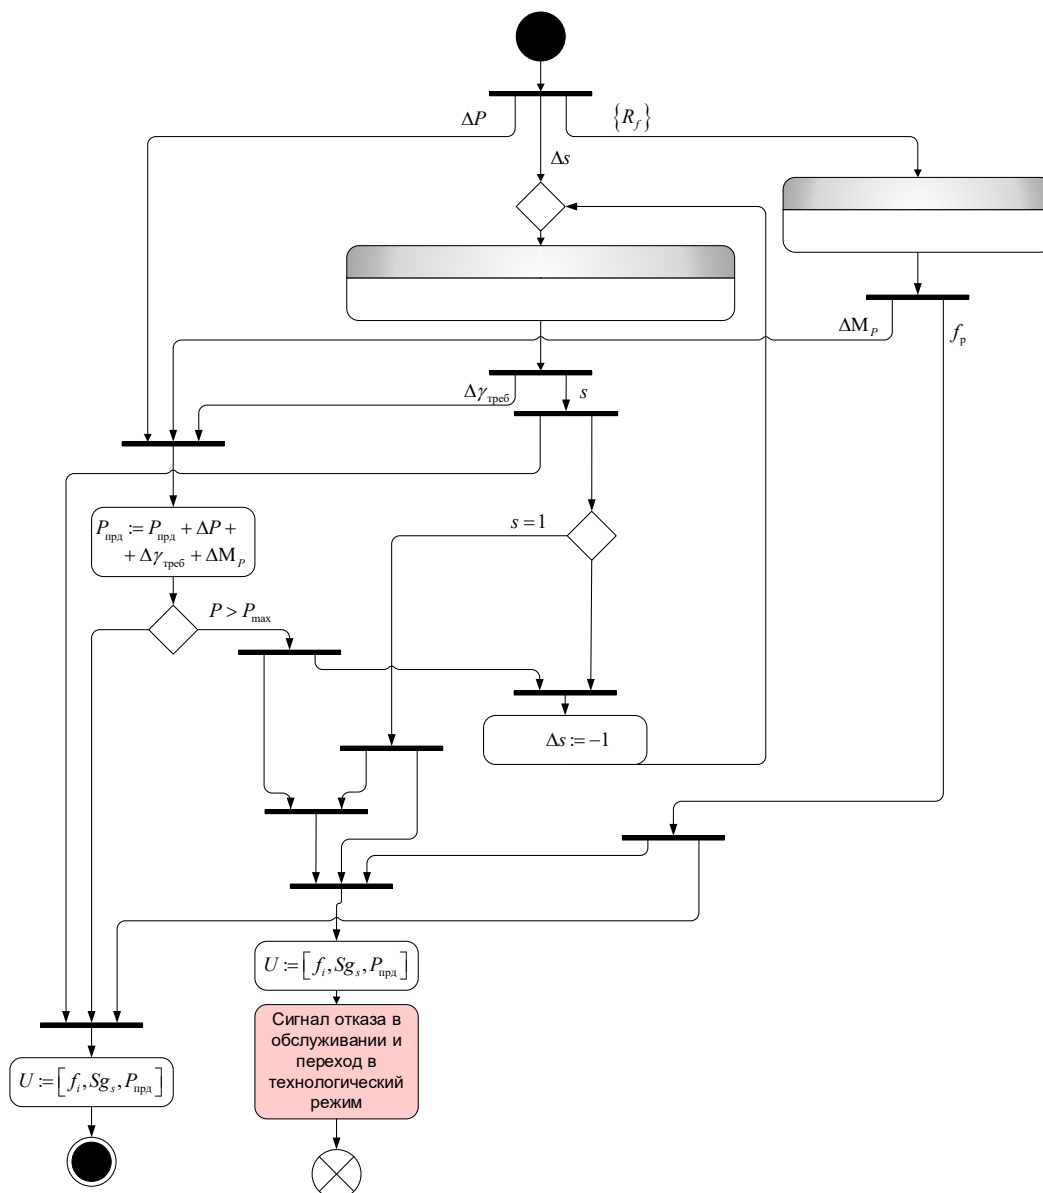 ΔP
{R_f}
Δs
ΔM_P
f_р
Δγ_треб
s
s = 1
P_прд := P_прд + ΔP +
+ Δγ_треб + ΔM_P
P > P_max
Δs := −1
U := [f_i, Sg_s, P_прд]
Сигнал отказа в
обслуживании и
переход в
технологический
режим
U := [f_i, Sg_s, P_прд]